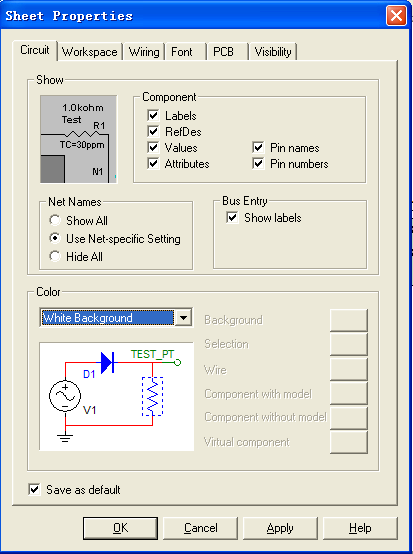 Sheet Properties
Circuit
Workspace
Wiring
Font
PCB
Visibility
Show
1.0kohm
Test
R1
TC=30ppm
N1
Component
Labels
RefDes
Values
Attributes
Pin names
Pin numbers
Net Names
Show All
Use Net-specific Setting
Hide All
Bus Entry
Show labels
Color
White Background
TEST_PT
D1
V1
Background
Selection
Wire
Component with model
Component without model
Virtual component
Save as default
OK
Cancel
Apply
Help